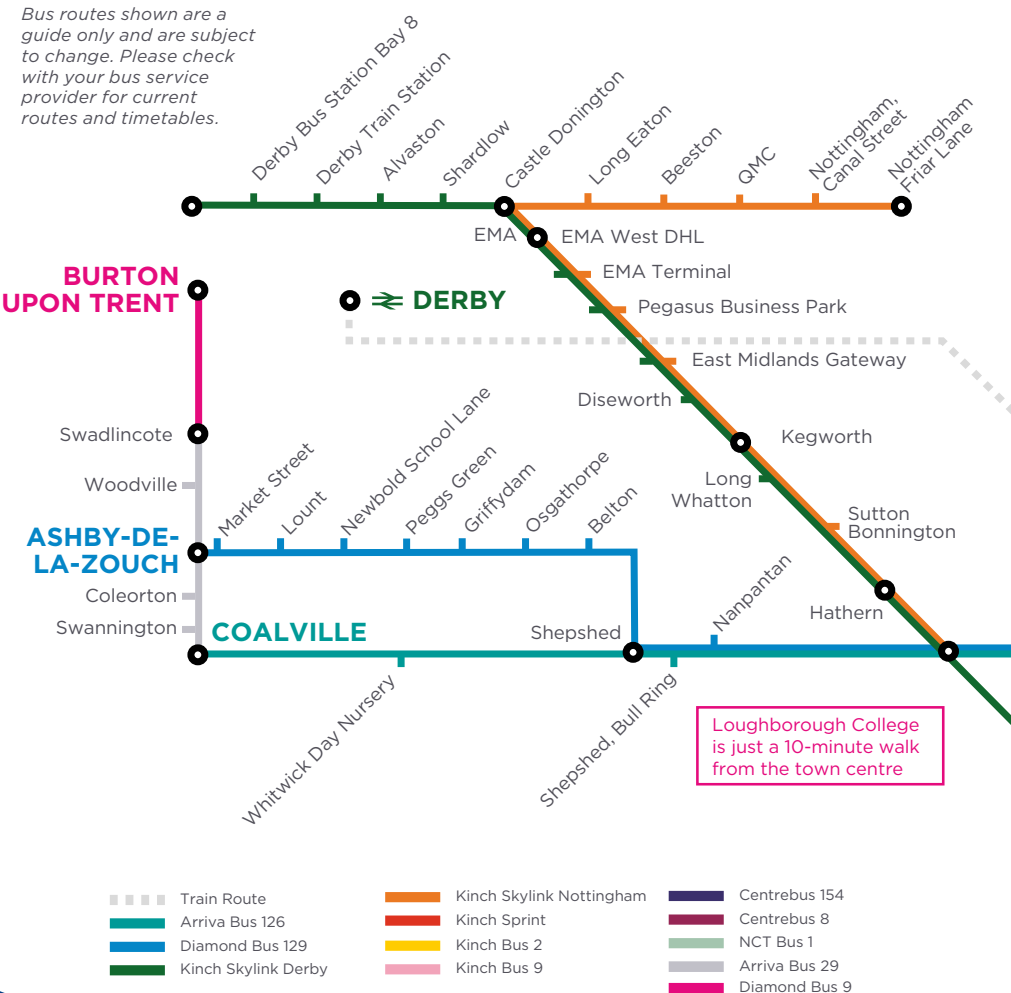 Bus routes shown are a
guide only and are subject
to change. Please check
with your bus service
provider for current
routes and timetables.
Derby Bus Station Bay 8
Derby Train Station
Alvaston
Shardlow
Castle Donington
Long Eaton
Beeston
QMC
Nottingham,
Canal Street
Nottingham
Friar Lane
EMA
EMA West DHL
EMA Terminal
Pegasus Business Park
East Midlands Gateway
Diseworth
Kegworth
Long
Whatton
Sutton
Bonnington
Hathern
BURTON
UPON TRENT
DERBY
Swadlincote
Woodville
ASHBY-DE-
LA-ZOUCH
Coleorton
Swannington
COALVILLE
Market Street
Lount
Newbold School Lane
Peggs Green
Griffydam
Osgathorpe
Belton
Shepshed
Nanpantan
Whitwick Day Nursery
Shepshed, Bull Ring
Loughborough College
is just a 10-minute walk
from the town centre
Train Route
Arriva Bus 126
Diamond Bus 129
Kinch Skylink Derby
Kinch Skylink Nottingham
Kinch Sprint
Kinch Bus 2
Kinch Bus 9
Centrebus 154
Centrebus 8
NCT Bus 1
Arriva Bus 29
Diamond Bus 9